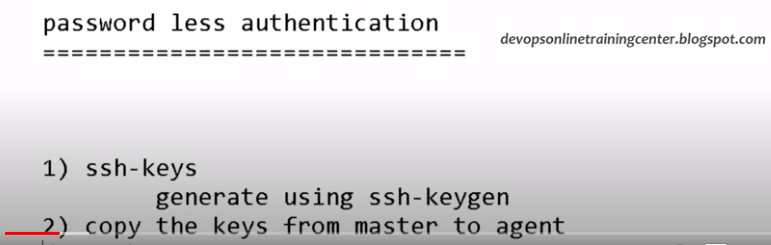 password less authentication
devopsonlinetrainingcenter.blogspot.com
===============================
1) ssh-keys
generate using ssh-keygen
2) copy the keys from master to agent